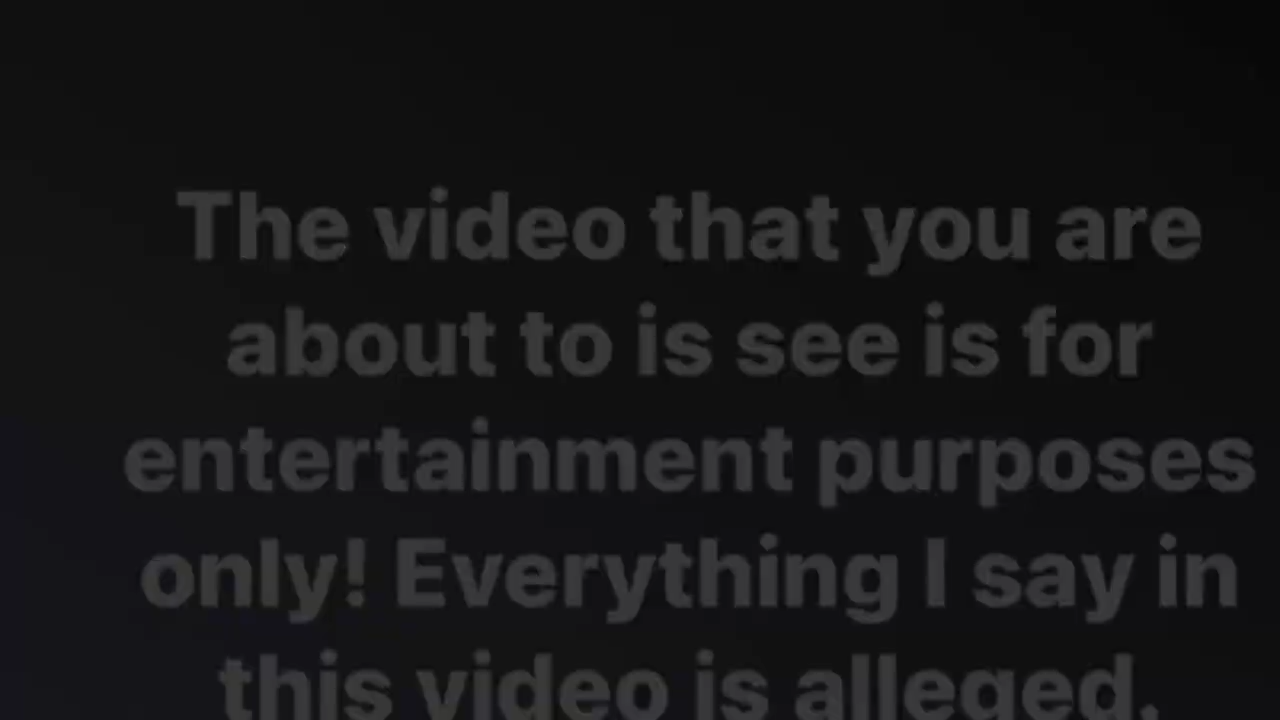 The video that you are
about to is see is for
entertainment purposes
only! Everything I say in
this video is alleged.